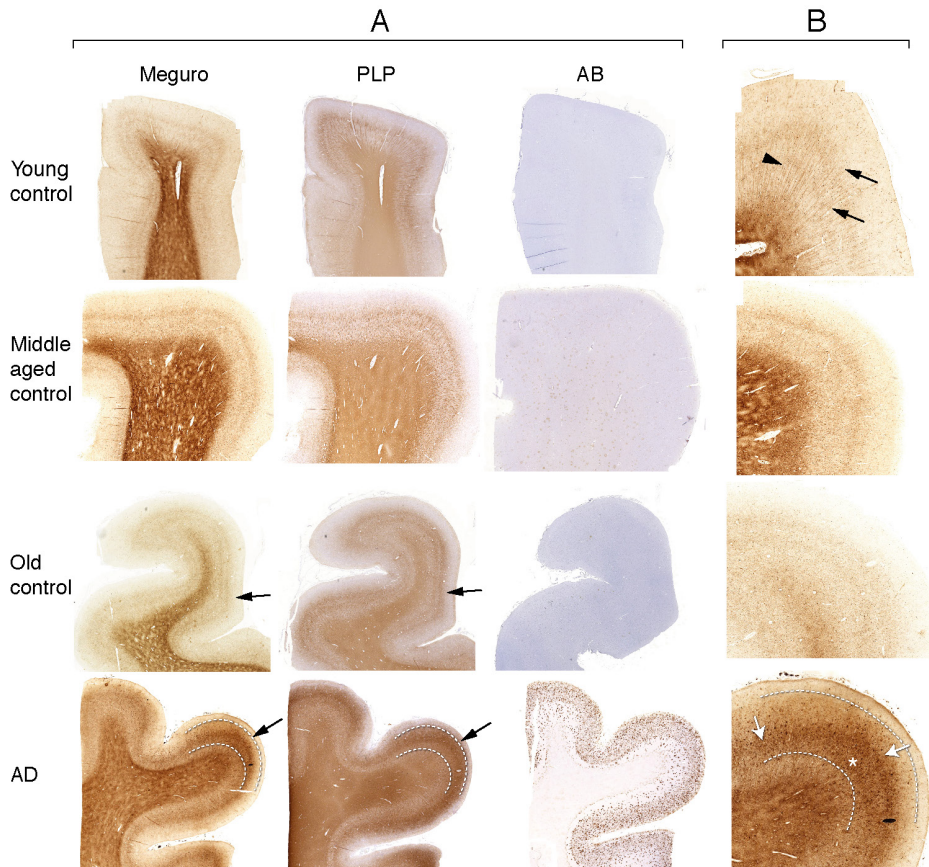 A
B
Meguro
PLP
AB
Young
control
Middle
aged
control
Old
control
AD
*